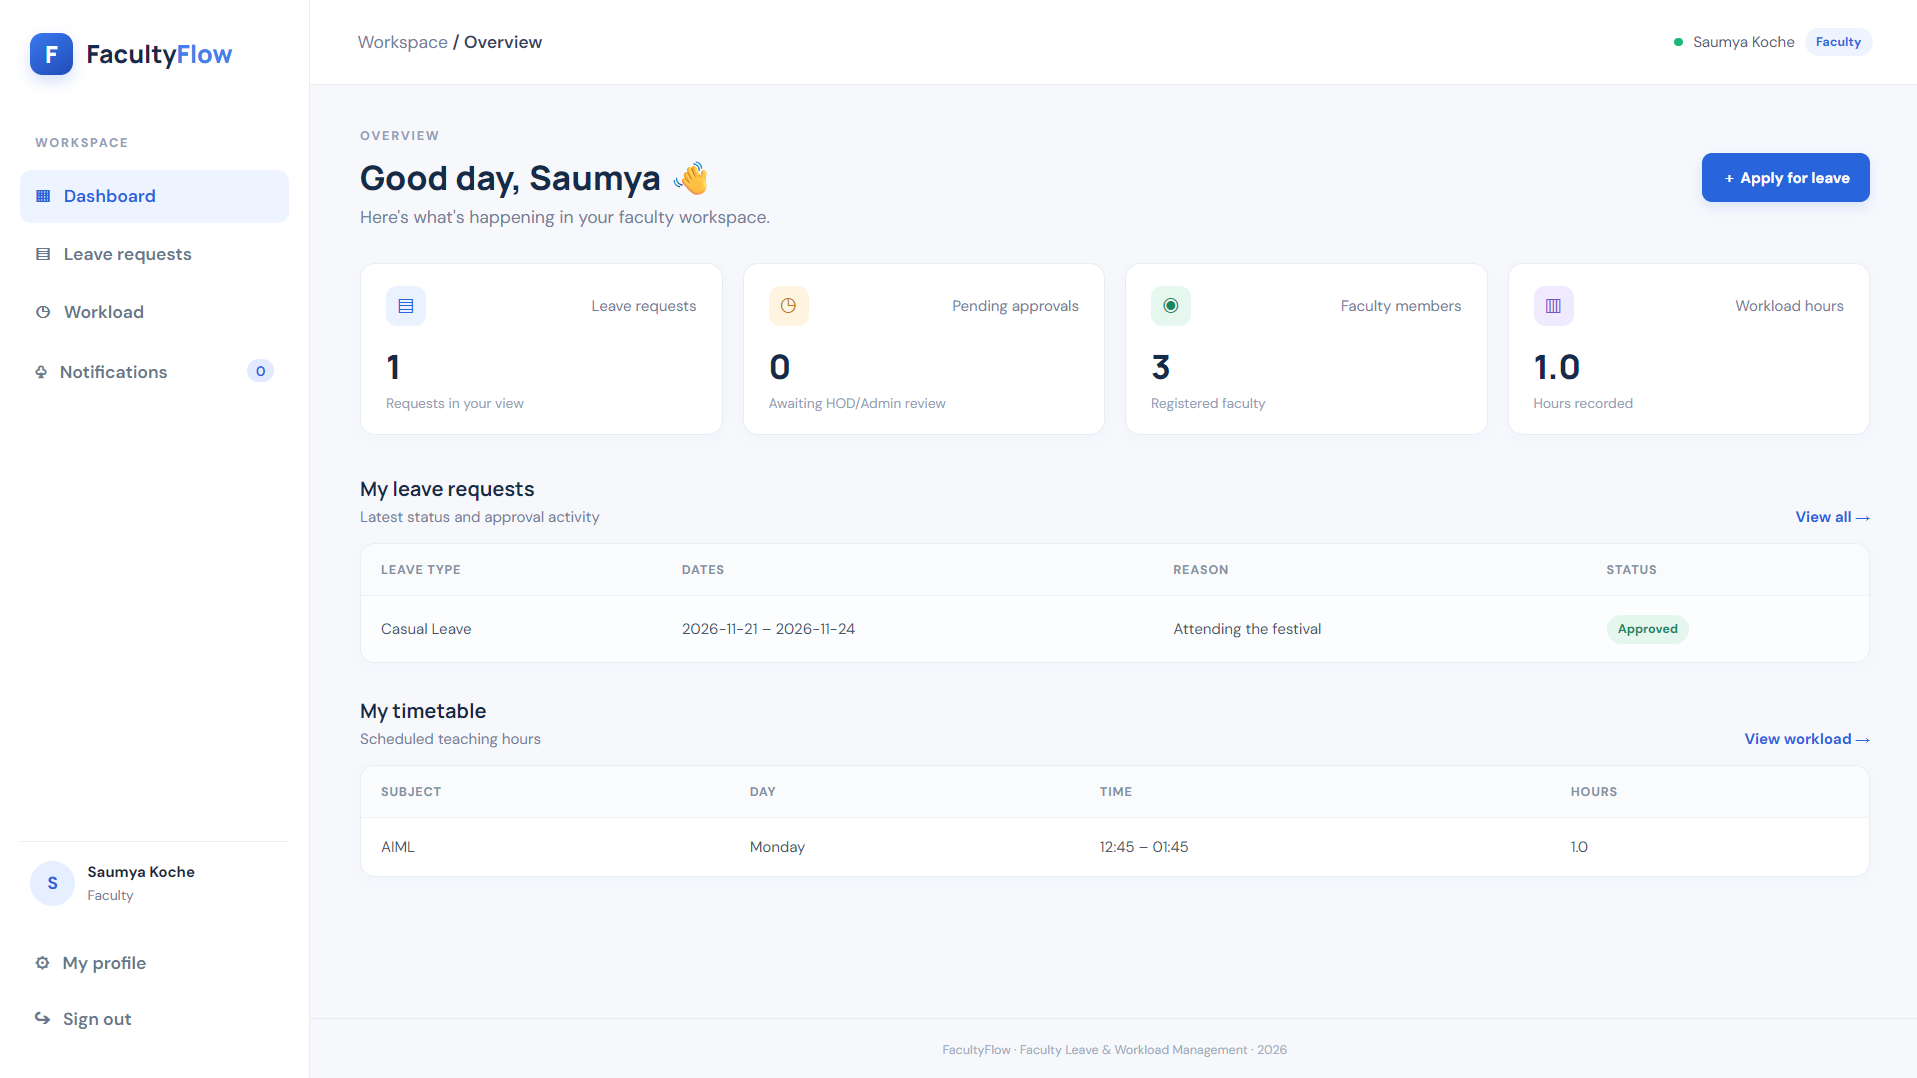 F FacultyFlow
WORKSPACE
Dashboard
Leave requests
Workload
Notifications 0
S
Saumya Koche
Faculty
My profile
Sign out
Workspace / Overview
Saumya Koche Faculty
OVERVIEW
Good day, Saumya 👋
Here's what's happening in your faculty workspace.
+ Apply for leave
Leave requests
1
Requests in your view
Pending approvals
0
Awaiting HOD/Admin review
Faculty members
3
Registered faculty
Workload hours
1.0
Hours recorded
My leave requests
Latest status and approval activity
View all →
LEAVE TYPE DATES REASON STATUS
Casual Leave 2026-11-21 – 2026-11-24 Attending the festival Approved
My timetable
Scheduled teaching hours
View workload →
SUBJECT DAY TIME HOURS
AIML Monday 12:45 – 01:45 1.0
FacultyFlow · Faculty Leave & Workload Management · 2026